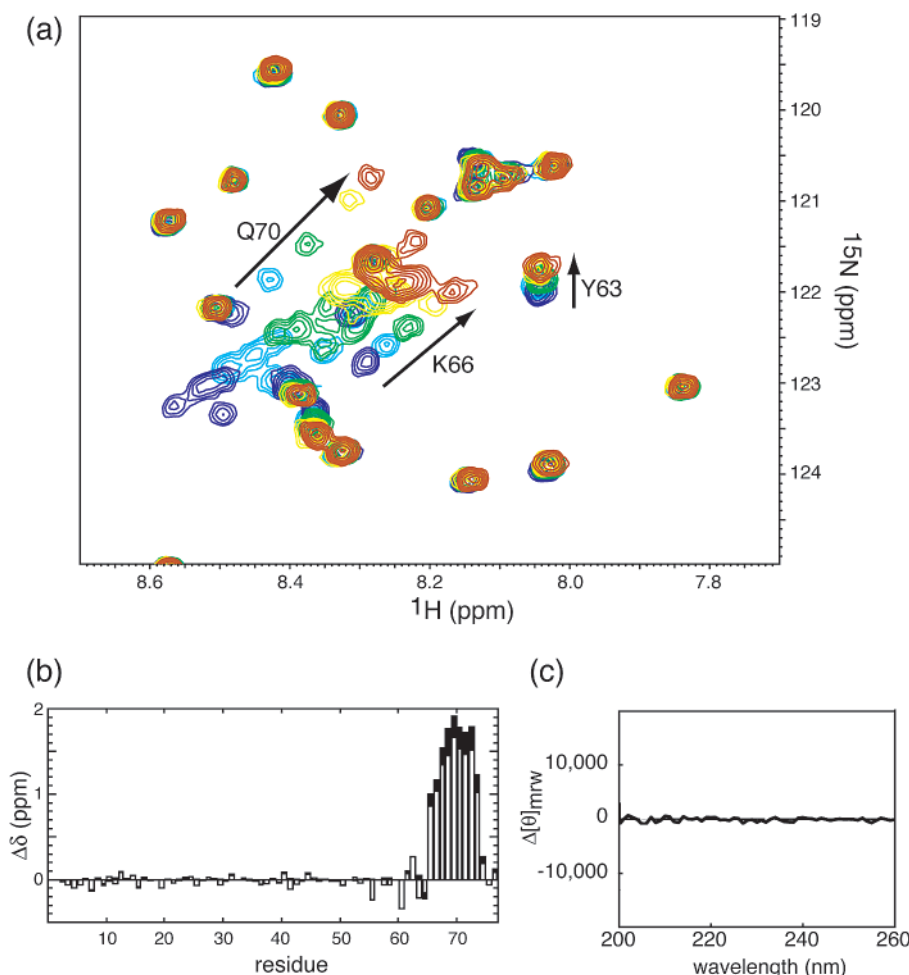 (a)
119
120
121
122
123
124
15N (ppm)
Q70
Y63
K66
8.6
8.4
8.2
8.0
7.8
1H (ppm)
(b)
2
1
0
Δδ (ppm)
10
20
30
40
50
60
70
residue
(c)
10,000
0
-10,000
Δ[θ]mrw
200
220
240
260
wavelength (nm)